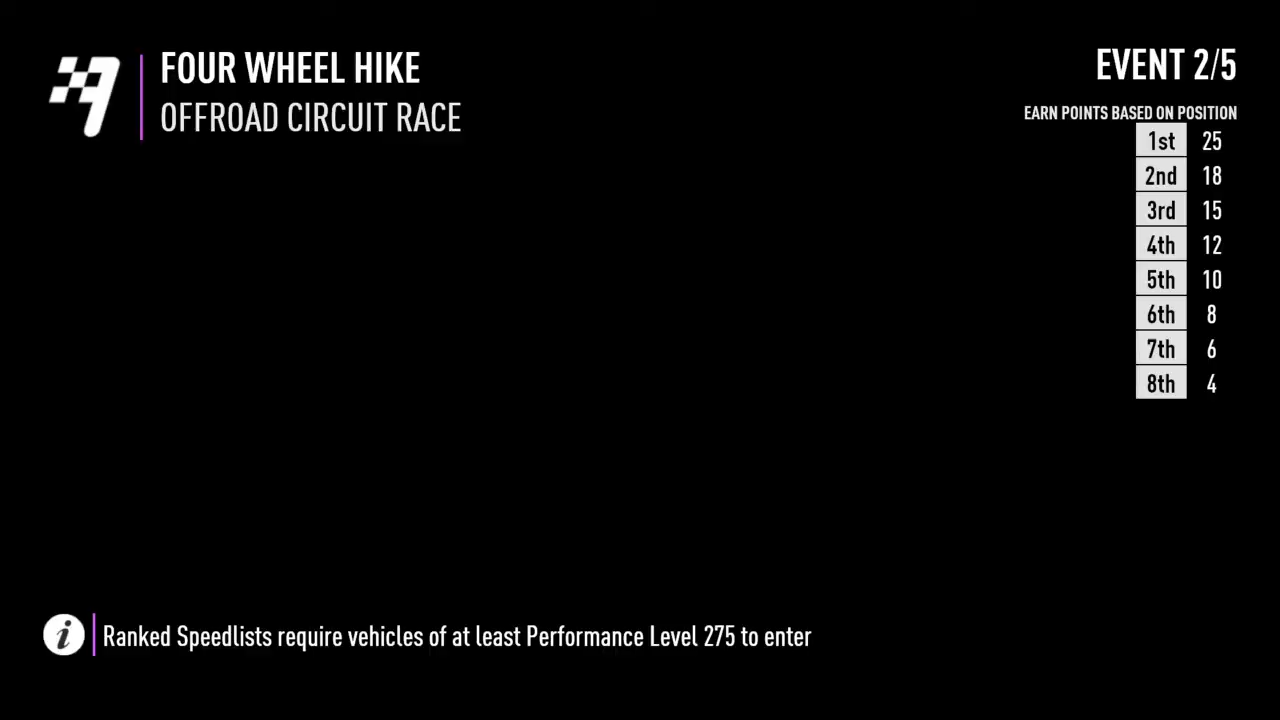 FOUR WHEEL HIKE
OFFROAD CIRCUIT RACE
EVENT 2/5
EARN POINTS BASED ON POSITION
1st 25
2nd 18
3rd 15
4th 12
5th 10
6th 8
7th 6
8th 4
i Ranked Speedlists require vehicles of at least Performance Level 275 to enter